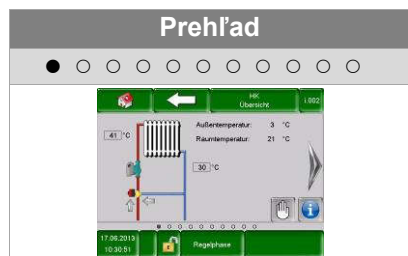 Prehľad
HK
Übersicht
i.002
Außentemperatur: 3 °C
41 °C
Raumtemperatur: 21 °C
30 °C
17.06.2013
10:30:51
Regelphase